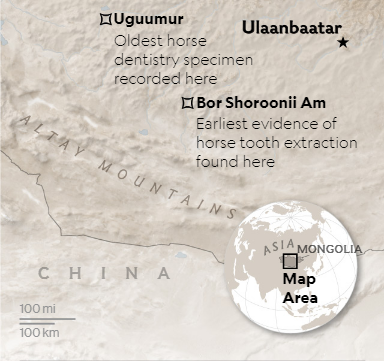 Uguumur
Oldest horse
dentistry specimen
recorded here
Ulaanbaatar
Bor Shoroonii Am
Earliest evidence of
horse tooth extraction
found here
ALTAY MOUNTAINS
CHINA
ASIA
MONGOLIA
Map
Area
100 mi
100 km